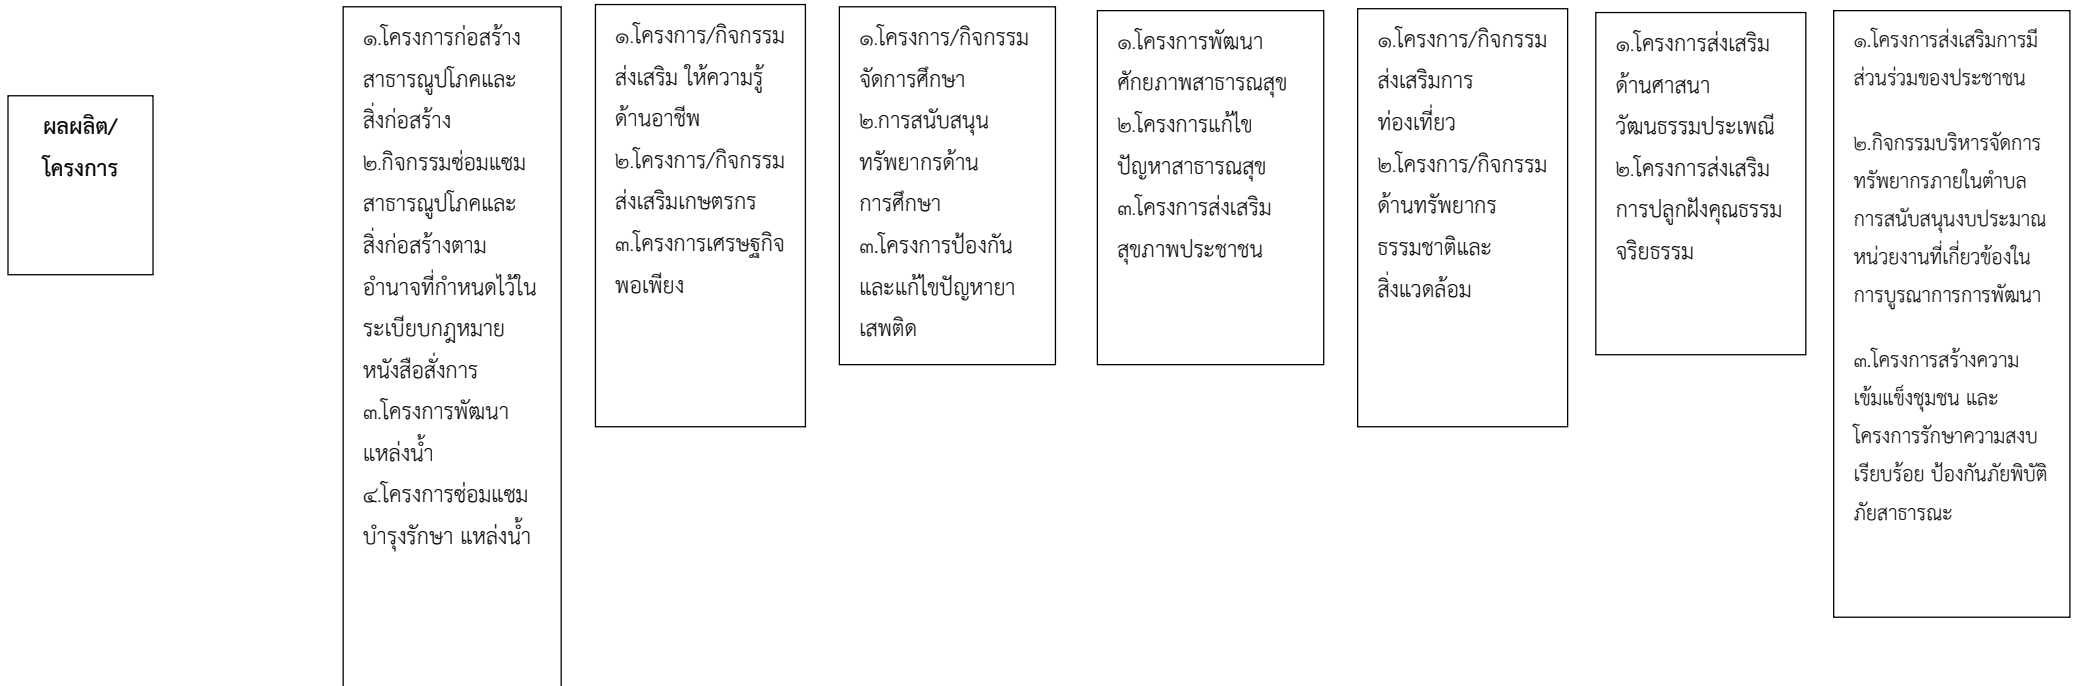 ผลผลิต/
โครงการ
๑.โครงการก่อสร้าง
สาธารณูปโภคและ
สิ่งก่อสร้าง
๒.กิจกรรมซ่อมแซม
สาธารณูปโภคและ
สิ่งก่อสร้างตาม
อำนาจที่กำหนดไว้ใน
ระเบียบกฎหมาย
หนังสือสั่งการ
๓.โครงการพัฒนา
แหล่งน้ำ
๔.โครงการซ่อมแซม
บำรุงรักษา แหล่งน้ำ
๑.โครงการ/กิจกรรม
ส่งเสริม ให้ความรู้
ด้านอาชีพ
๒.โครงการ/กิจกรรม
ส่งเสริมเกษตรกร
๓.โครงการเศรษฐกิจ
พอเพียง
๑.โครงการ/กิจกรรม
จัดการศึกษา
๒.การสนับสนุน
ทรัพยากรด้าน
การศึกษา
๓.โครงการป้องกัน
และแก้ไขปัญหายา
เสพติด
๑.โครงการพัฒนา
ศักยภาพสาธารณสุข
๒.โครงการแก้ไข
ปัญหาสาธารณสุข
๓.โครงการส่งเสริม
สุขภาพประชาชน
๑.โครงการ/กิจกรรม
ส่งเสริมการ
ท่องเที่ยว
๒.โครงการ/กิจกรรม
ด้านทรัพยากร
ธรรมชาติและ
สิ่งแวดล้อม
๑.โครงการส่งเสริม
ด้านศาสนา
วัฒนธรรมประเพณี
๒.โครงการส่งเสริม
การปลูกฝังคุณธรรม
จริยธรรม
๑.โครงการส่งเสริมการมี
ส่วนร่วมของประชาชน
๒.กิจกรรมบริหารจัดการ
ทรัพยากรภายในตำบล
การสนับสนุนงบประมาณ
หน่วยงานที่เกี่ยวข้องใน
การบูรณาการการพัฒนา
๓.โครงการสร้างความ
เข้มแข็งชุมชน และ
โครงการรักษาความสงบ
เรียบร้อย ป้องกันภัยพิบัติ
ภัยสาธารณะ